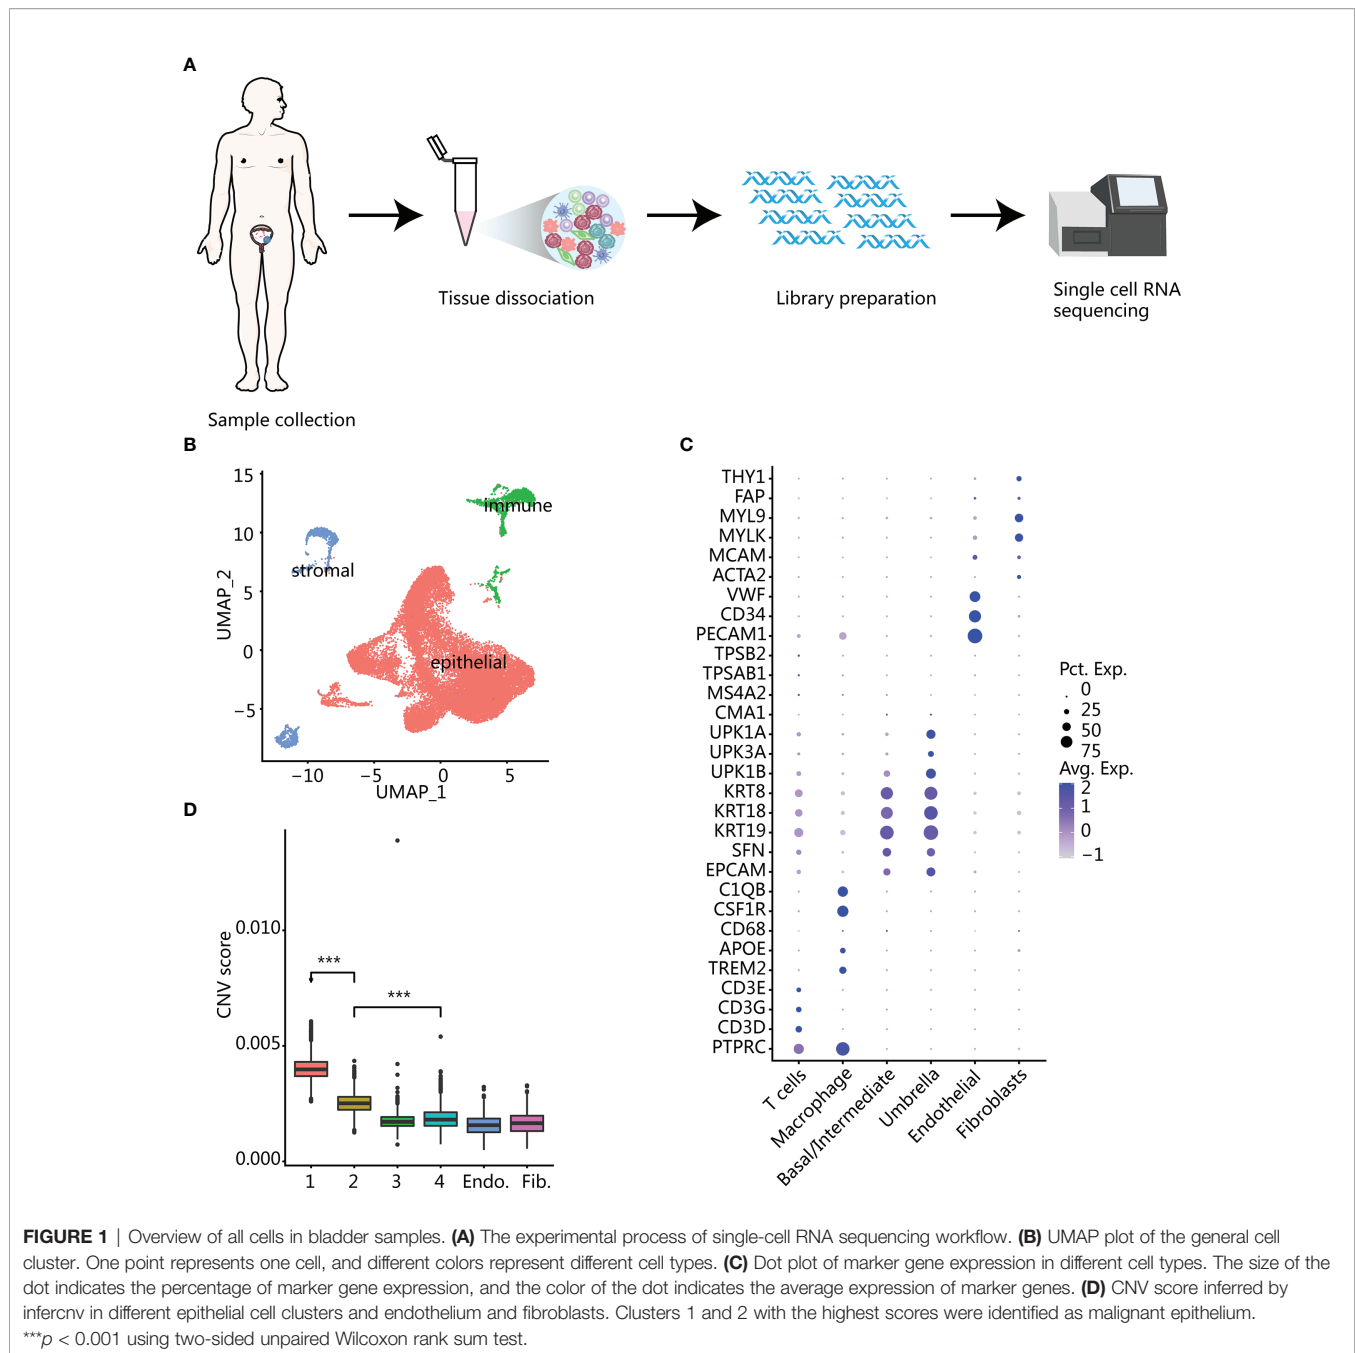 A
Tissue dissociation
Library preparation
Single cell RNA
sequencing
Sample collection
B
15
10
5
0
−5
UMAP_2
immune
stromal
epithelial
−10
−5
0
5
UMAP_1
C
THY1
FAP
MYL9
MYLK
MCAM
ACTA2
VWF
CD34
PECAM1
TPSB2
TPSAB1
MS4A2
CMA1
UPK1A
UPK3A
UPK1B
KRT8
KRT18
KRT19
SFN
EPCAM
C1QB
CSF1R
CD68
APOE
TREM2
CD3E
CD3G
CD3D
PTPRC
T cells
Macrophage
Basal/Intermediate
Umbrella
Endothelial
Fibroblasts
Pct. Exp.
0
25
50
75
Avg. Exp.
2
1
0
−1
D
CNV score
0.010
0.005
0.000
***
***
1
2
3
4
Endo.
Fib.
FIGURE 1 | Overview of all cells in bladder samples. (A) The experimental process of single-cell RNA sequencing workflow. (B) UMAP plot of the general cell
cluster. One point represents one cell, and different colors represent different cell types. (C) Dot plot of marker gene expression in different cell types. The size of the
dot indicates the percentage of marker gene expression, and the color of the dot indicates the average expression of marker genes. (D) CNV score inferred by
infercnv in different epithelial cell clusters and endothelium and fibroblasts. Clusters 1 and 2 with the highest scores were identified as malignant epithelium.
***p < 0.001 using two-sided unpaired Wilcoxon rank sum test.